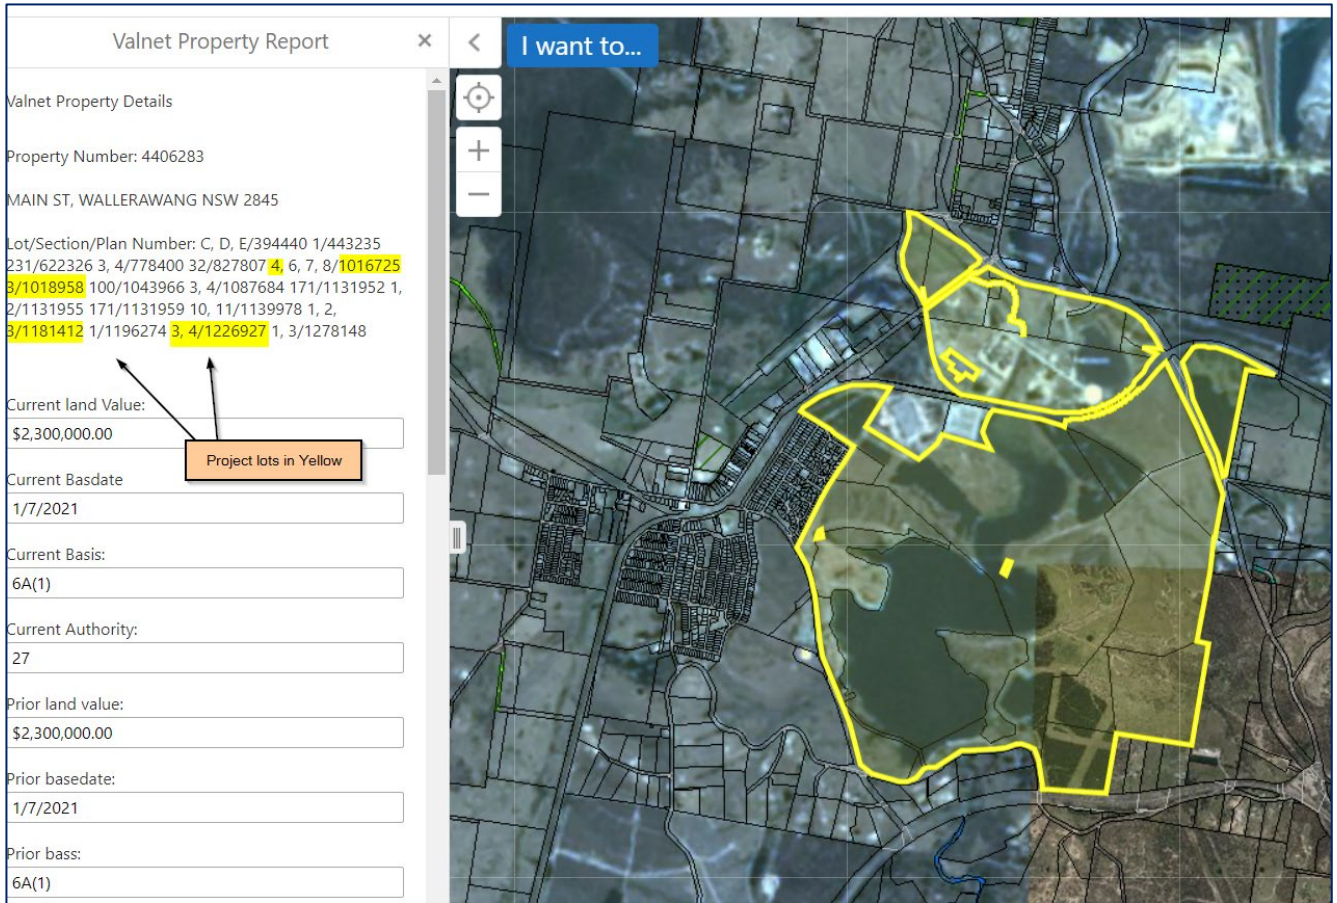 Valnet Property Report
I want to...
Valnet Property Details
Property Number: 4406283
MAIN ST, WALLERAWANG NSW 2845
Lot/Section/Plan Number: C, D, E/394440 1/443235
231/622326 3, 4/778400 32/827807 4, 6, 7, 8/1016725
3/1018958 100/1043966 3, 4/1087684 171/1131952 1,
2/1131955 171/1131959 10, 11/1139978 1, 2,
3/1181412 1/1196274 3, 4/1226927 1, 3/1278148
Current land Value:
$2,300,000.00
Project lots in Yellow
Current Basdate
1/7/2021
Current Basis:
6A(1)
Current Authority:
27
Prior land value:
$2,300,000.00
Prior basedate:
1/7/2021
Prior bass:
6A(1)